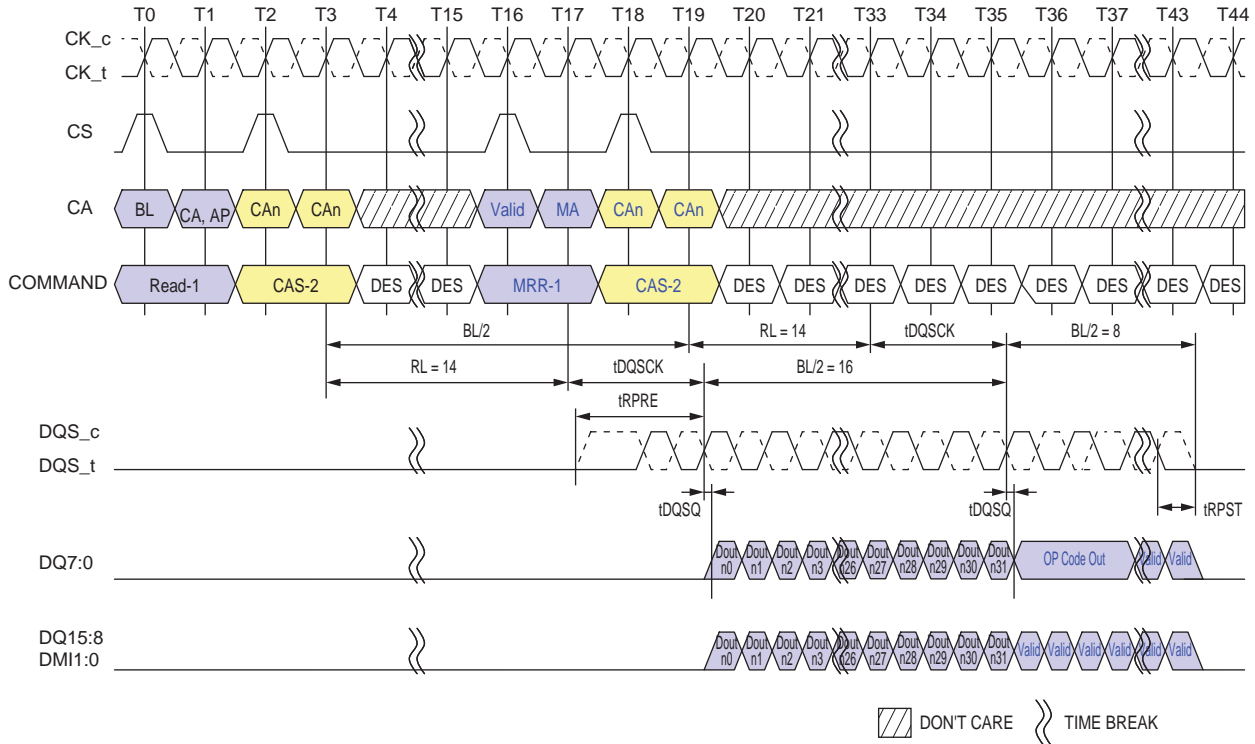 T0 T1 T2 T3 T4 T15 T16 T17 T18 T19 T20 T21 T33 T34 T35 T36 T37 T43 T44
CK_c
CK_t
CS
CA BL CA, AP CAn CAn Valid MA CAn CAn
COMMAND Read-1 CAS-2 DES DES MRR-1 CAS-2 DES DES DES DES DES DES DES DES DES
BL/2 RL = 14 tDQSCK BL/2 = 8
RL = 14 tDQSCK BL/2 = 16
tRPRE
DQS_c
DQS_t
tDQSQ tDQSQ tRPST
DQ7:0 Dout Dout Dout Dout Dout Dout Dout Dout Dout Dout OP Code Out Valid Valid
n0 n1 n2 n3 n26 n27 n28 n29 n30 n31
DQ15:8 Dout Dout Dout Dout Dout Dout Dout Dout Dout Dout Valid Valid Valid Valid Valid Valid
DMI1:0 n0 n1 n2 n3 n26 n27 n28 n29 n30 n31
DON'T CARE TIME BREAK